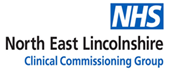 NHS
North East Lincolnshire
Clinical Commissioning Group